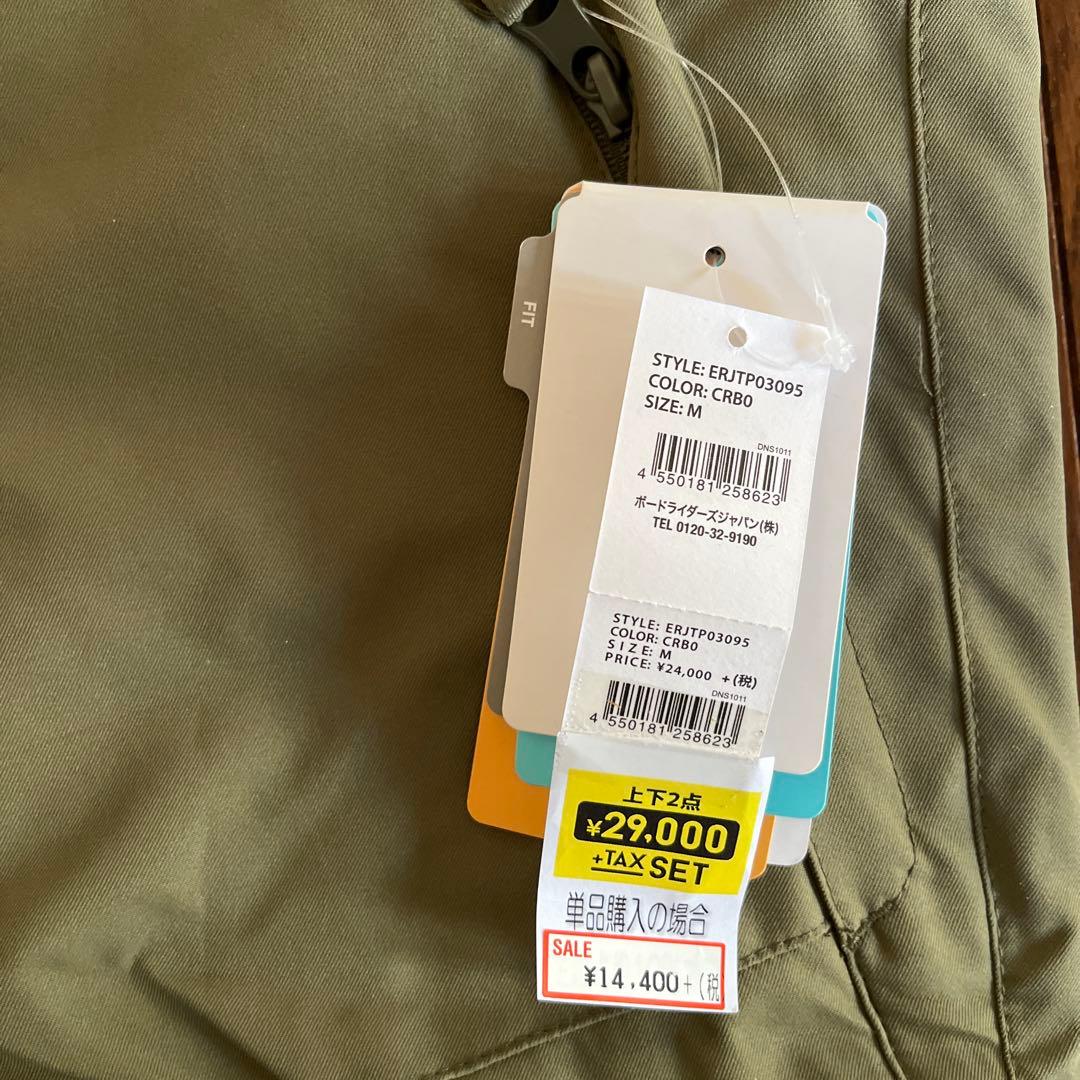 FIT
STYLE: ERJTP03095
COLOR: CRB0
SIZE: M
DNS1011
4 550181 258623
ボードライダーズジャパン(株)
TEL 0120-32-9190
STYLE: ERJTP03095
COLOR: CRB0
SIZE: M
PRICE: ¥24,000 +(税)
DNS1011
4 550181 258623
上下2点
¥29,000
+TAX SET
単品購入の場合
SALE
¥14,400+(税